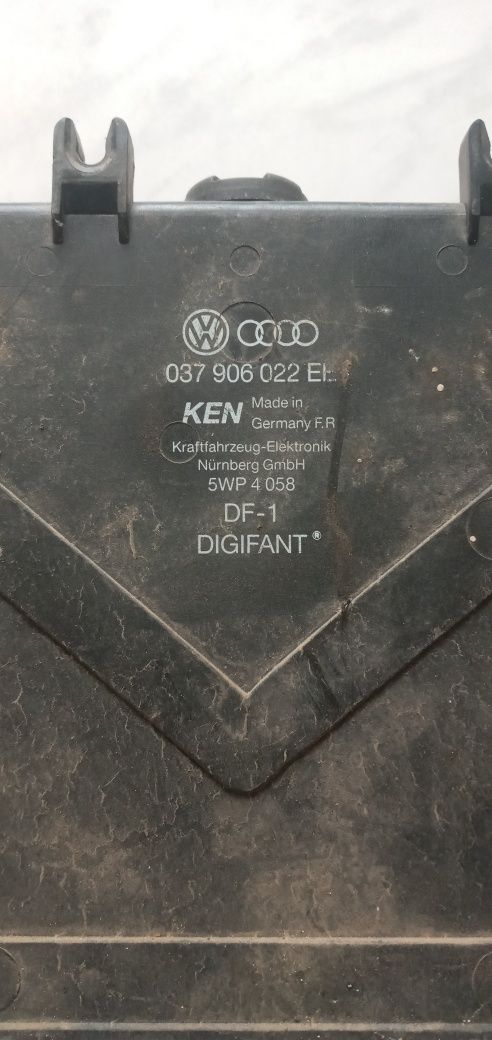 037 906 022
KEN Made in
Germany F.R
Kraftfahrzeug-Elektronik
Nürnberg GmbH
5WP 4 058
DF-1
DIGIFANT®